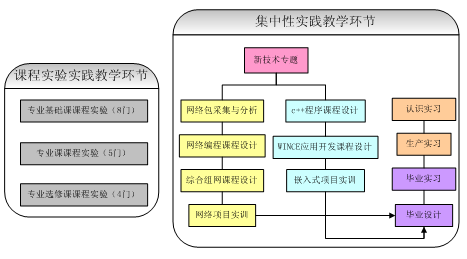 课程实验实践教学环节
专业基础课课程实验（8门）
专业课课程实验（5门）
专业选修课课程实验（4门）
集中性实践教学环节
新技术专题
网络包采集与分析
c++程序课程设计
认识实习
网络编程课程设计
WINCE应用开发课程设计
生产实习
综合组网课程设计
嵌入式项目实训
毕业实习
网络项目实训
毕业设计